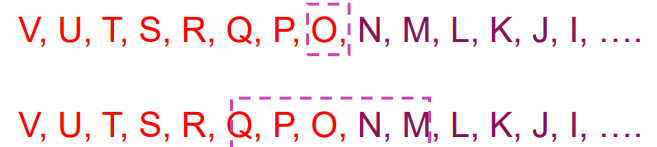 V, U, T, S, R, Q, P, O, N, M, L, K, J, I, ….
V, U, T, S, R, Q, P, O, N, M, L, K, J, I, ….